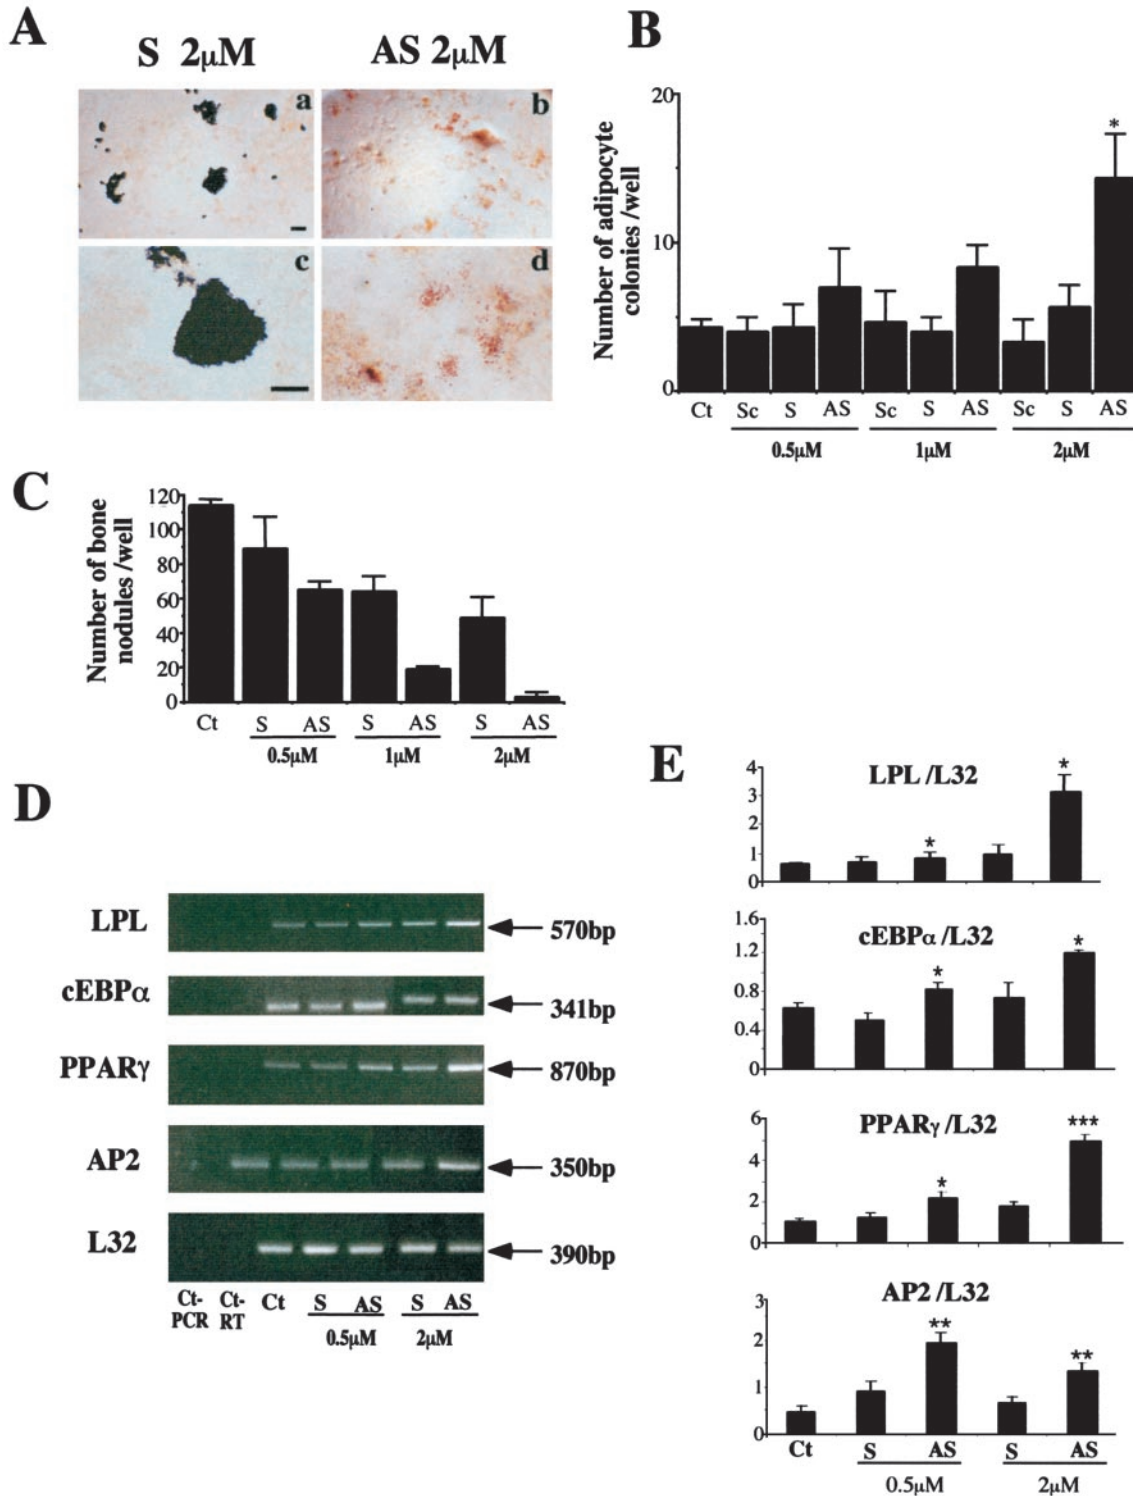 A
S 2μM
AS 2μM
a
b
c
d
B
Number of adipocyte
colonies /well
20
10
0
*
Ct Sc S AS Sc S AS Sc S AS
0.5μM 1μM 2μM
C
Number of bone
nodules /well
120
100
80
60
40
20
0
Ct S AS S AS S AS
0.5μM 1μM 2μM
D
LPL
570bp
cEBPα
341bp
PPARγ
870bp
AP2
350bp
L32
390bp
Ct-PCR Ct-RT Ct S AS S AS
0.5μM 2μM
E
LPL /L32
4
3
2
1
0
*
*
cEBPα /L32
1.6
1.2
0.8
0.4
0
*
*
PPARγ /L32
6
4
2
0
*
***
AP2 /L32
3
2
1
0
**
**
Ct S AS S AS
0.5μM 2μM